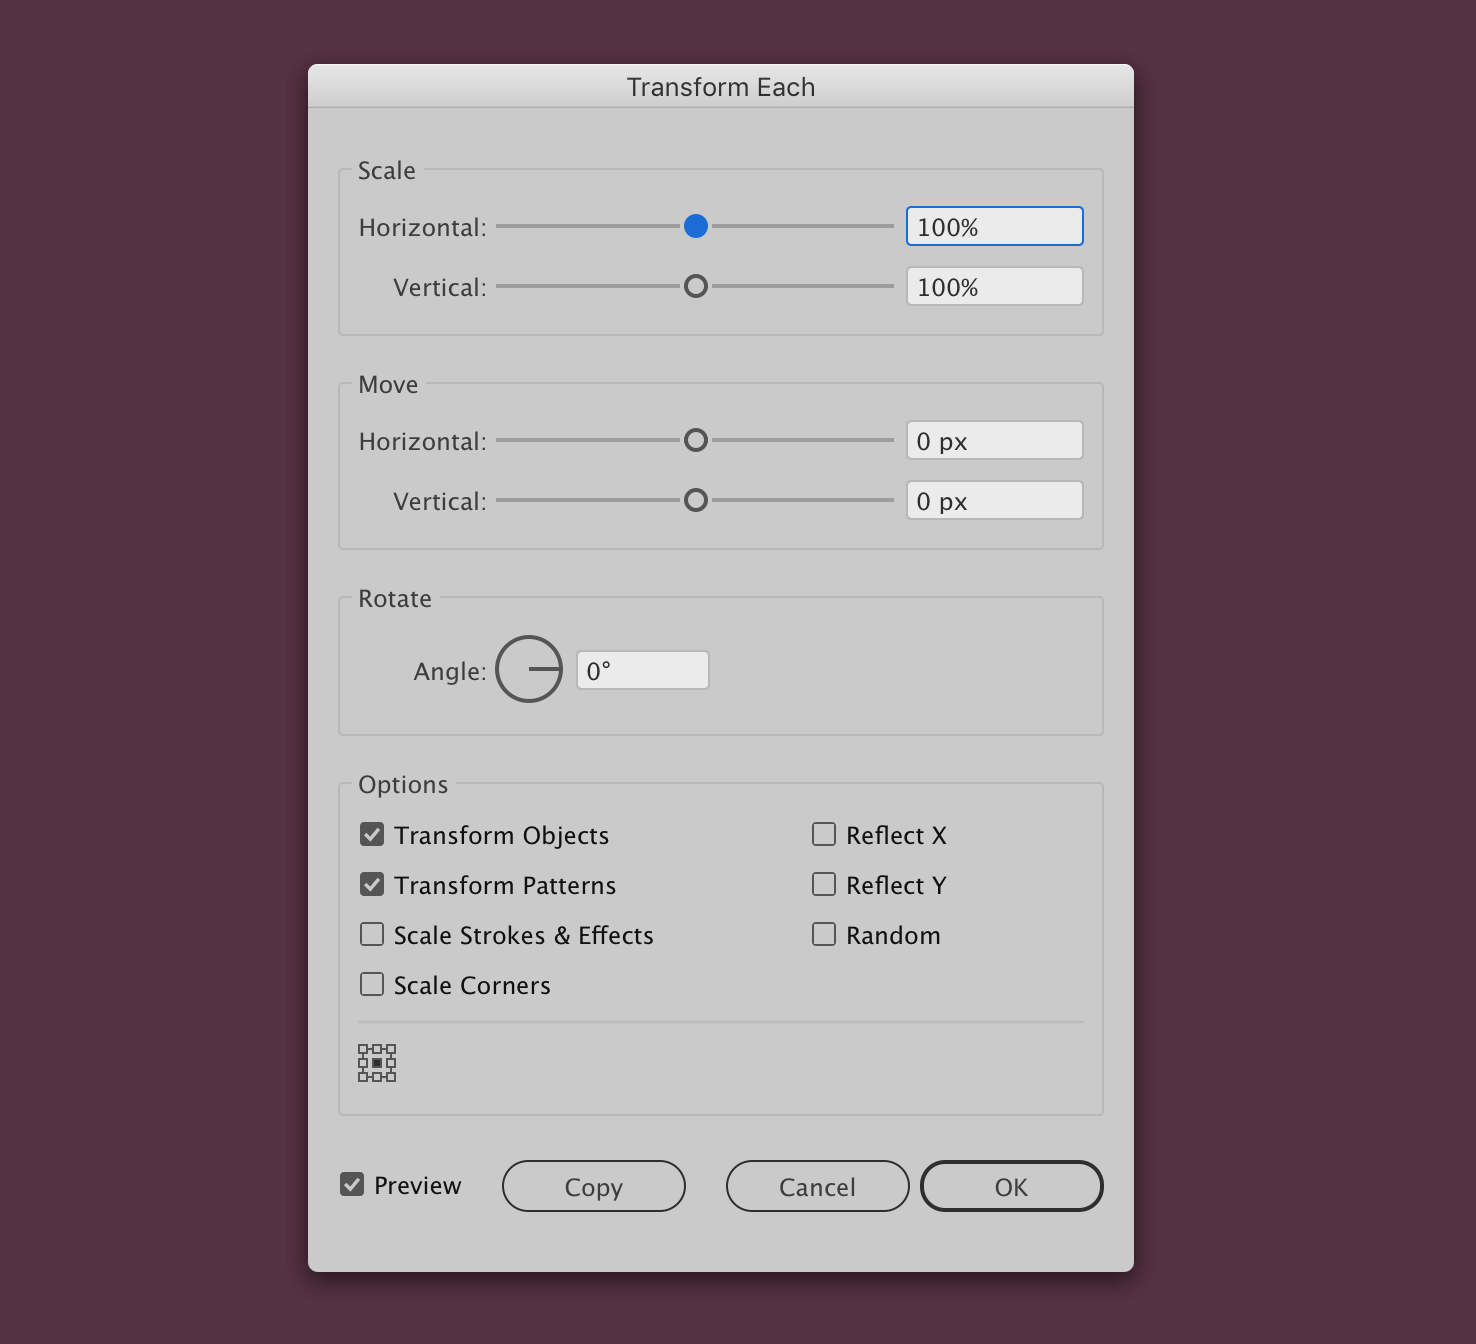 Transform Each
Scale
Horizontal: 100%
Vertical: 100%
Move
Horizontal: 0 px
Vertical: 0 px
Rotate
Angle: 0°
Options
Transform Objects
Reflect X
Transform Patterns
Reflect Y
Scale Strokes & Effects
Random
Scale Corners
Preview
Copy
Cancel
OK